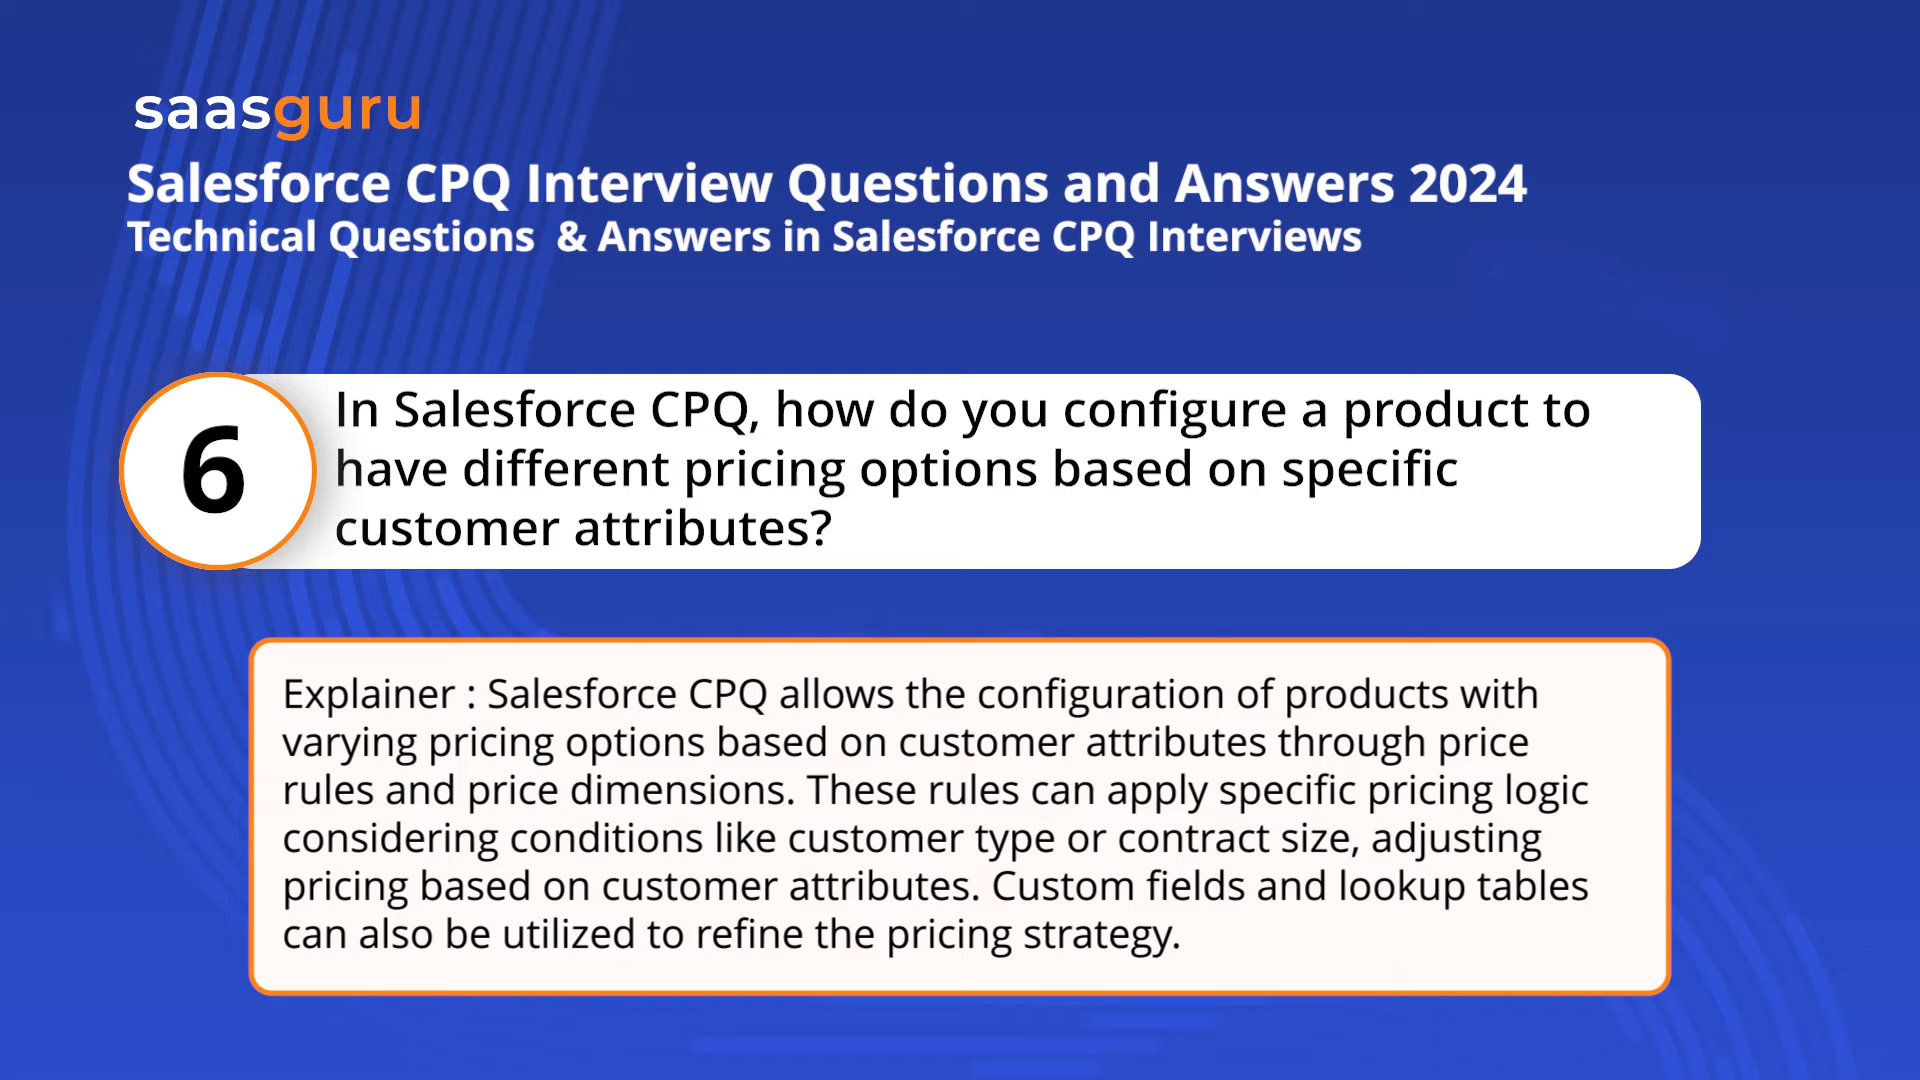 saasguru
Salesforce CPQ Interview Questions and Answers 2024
Technical Questions  & Answers in Salesforce CPQ Interviews
6
In Salesforce CPQ, how do you configure a product to
have different pricing options based on specific
customer attributes?
Explainer : Salesforce CPQ allows the configuration of products with
varying pricing options based on customer attributes through price
rules and price dimensions. These rules can apply specific pricing logic
considering conditions like customer type or contract size, adjusting
pricing based on customer attributes. Custom fields and lookup tables
can also be utilized to refine the pricing strategy.